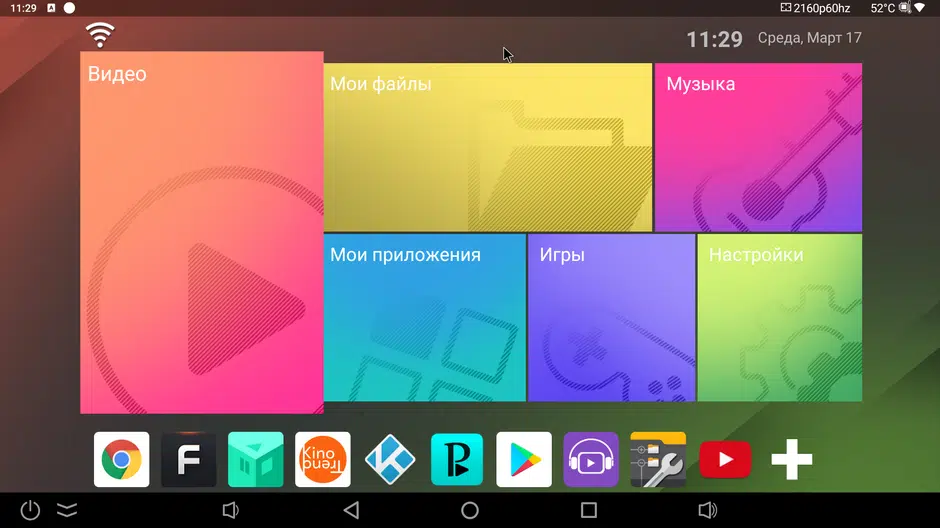 11:29 A 2160p60hz 52°C
11:29 Среда, Март 17
Видео
Мои файлы
Музыка
Мои приложения
Игры
Настройки
F
Kino
Trend